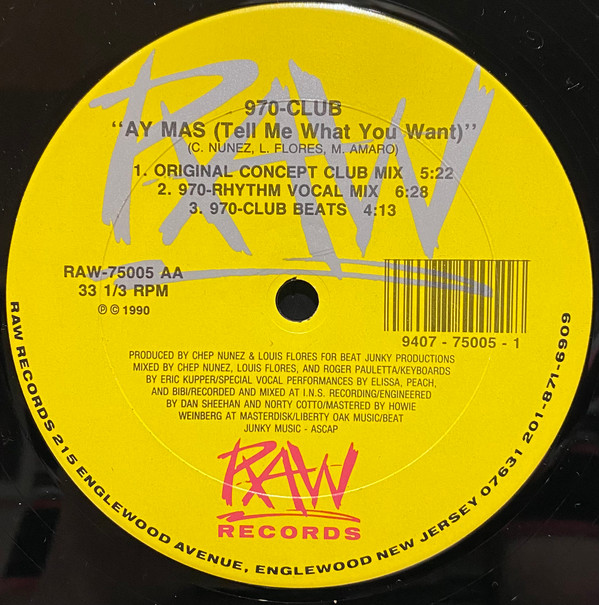 RAW
970-CLUB
"AY MAS (Tell Me What You Want)"
(C. NUNEZ, L. FLORES, M. AMARO)
1. ORIGINAL CONCEPT CLUB MIX 5:22
2. 970-RHYTHM VOCAL MIX 6:28
3. 970-CLUB BEATS 4:13
RAW-75005 AA
33 1/3 RPM
℗ © 1990
9407 - 75005 - 1
PRODUCED BY CHEP NUNEZ & LOUIS FLORES FOR BEAT JUNKY PRODUCTIONS
MIXED BY CHEP NUNEZ, LOUIS FLORES, AND ROGER PAULETTA/KEYBOARDS
BY ERIC KUPPER/SPECIAL VOCAL PERFORMANCES BY ELISSA, PEACH,
AND BIBI/RECORDED AND MIXED AT I.N.S. RECORDING/ENGINEERED
BY DAN SHEEHAN AND NORTY COTTO/MASTERED BY HOWIE
WEINBERG AT MASTERDISK/LIBERTY OAK MUSIC/BEAT
JUNKY MUSIC - ASCAP
RAW
RECORDS
RAW RECORDS 215 ENGLEWOOD AVENUE, ENGLEWOOD NEW JERSEY 07631 201-871-6909